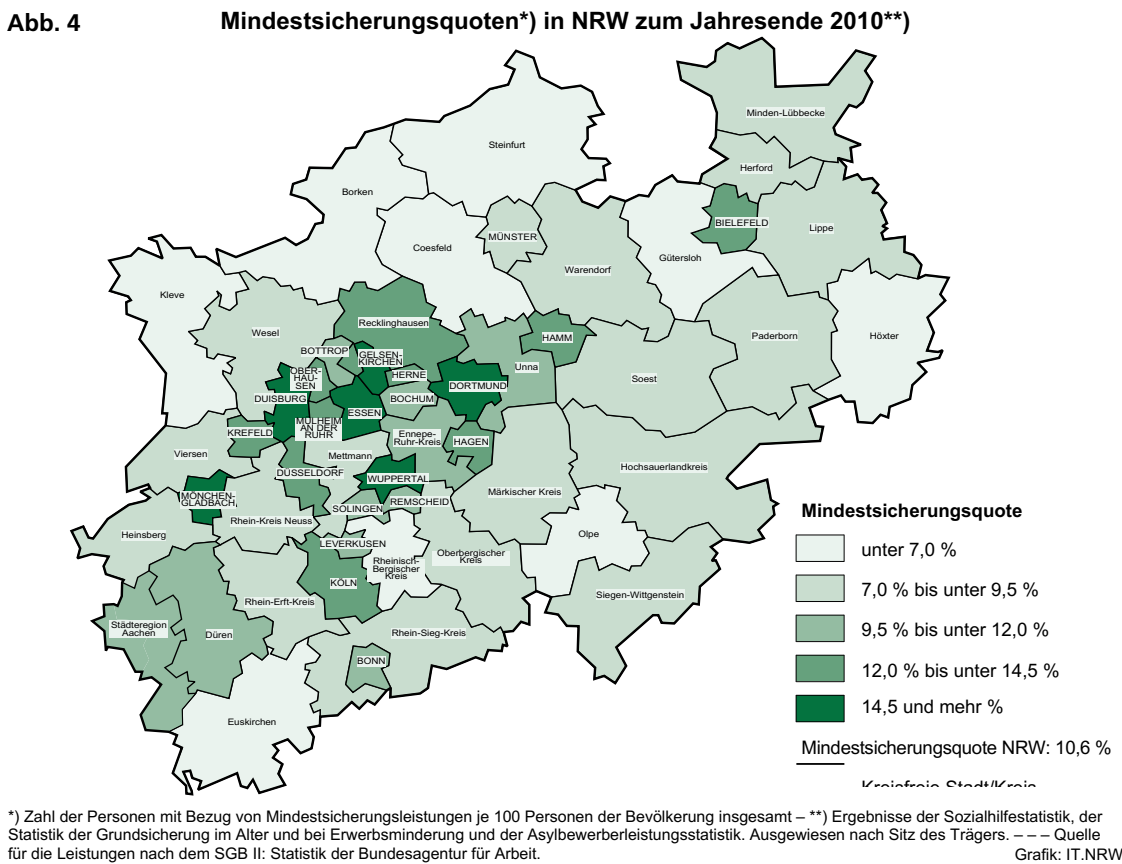 Abb. 4
Mindestsicherungsquoten*) in NRW zum Jahresende 2010**)
Minden-Lübbecke
Steinfurt
Herford
Borken
BIELEFELD
Lippe
MÜNSTER
Coesfeld
Gütersloh
Warendorf
Kleve
Recklinghausen
Wesel
HAMM
Paderborn
Höxter
BOTTROP
GELSEN-
KIRCHEN
Unna
OBER-
HAU-
SEN
HERNE
DORTMUND
Soest
DUISBURG
BOCHUM
ESSEN
MÜLHEIM
AN DER
RUHR
KREFELD
Ennepe-
Ruhr-Kreis
HAGEN
Viersen
Mettmann
Hochsauerlandkreis
DÜSSELDORF
WUPPERTAL
Märkischer Kreis
MÖNCHEN-
GLADBACH
REMSCHEID
SOLINGEN
Rhein-Kreis Neuss
Heinsberg
Olpe
LEVERKUSEN
Rheinisch-
Bergischer
Kreis
Oberbergischer
Kreis
KÖLN
Siegen-Wittgenstein
Rhein-Erft-Kreis
Städteregion
Aachen
Düren
Rhein-Sieg-Kreis
BONN
Euskirchen
Mindestsicherungsquote
unter 7,0 %
7,0 % bis unter 9,5 %
9,5 % bis unter 12,0 %
12,0 % bis unter 14,5 %
14,5 und mehr %
Mindestsicherungsquote NRW: 10,6 %
Kreisfreie Stadt/Kreis
*) Zahl der Personen mit Bezug von Mindestsicherungsleistungen je 100 Personen der Bevölkerung insgesamt – **) Ergebnisse der Sozialhilfestatistik, der
Statistik der Grundsicherung im Alter und bei Erwerbsminderung und der Asylbewerberleistungsstatistik. Ausgewiesen nach Sitz des Trägers. – – – Quelle
für die Leistungen nach dem SGB II: Statistik der Bundesagentur für Arbeit.
Grafik: IT.NRW